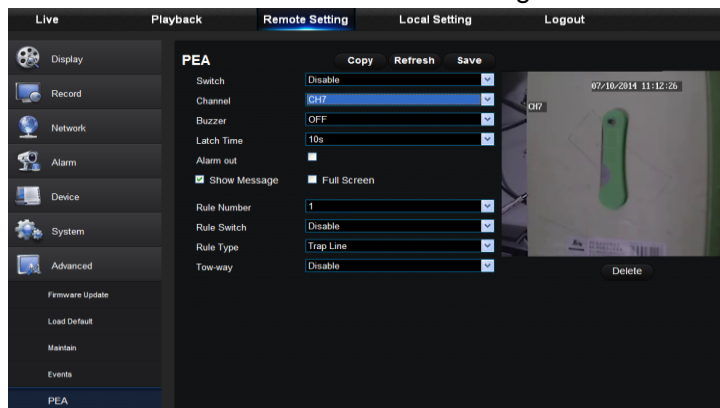 Live Playback Remote Setting Local Setting Logout
Display
Record
Network
Alarm
Device
System
Advanced
Firmware Update
Load Default
Maintain
Events
PEA
PEA Copy Refresh Save
Switch Disable
Channel CH7
Buzzer OFF
Latch Time 10s
Alarm out
Show Message Full Screen
Rule Number 1
Rule Switch Disable
Rule Type Trap Line
Tow-way Disable
07/10/2014 11:12:26
CH7
Delete